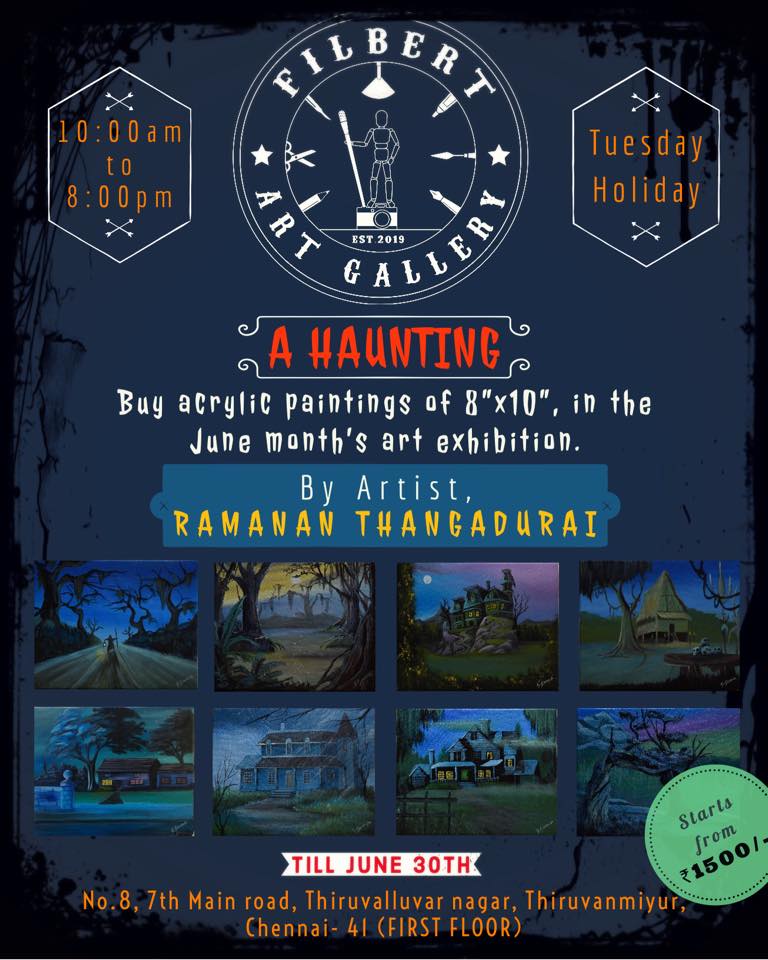 FILBERT
ART GALLERY
EST. 2019
10:00am
to
8:00pm
Tuesday
Holiday
A HAUNTING
Buy acrylic paintings of 8"x10", in the
June month's art exhibition.
By Artist,
RAMANAN THANGADURAI
Starts
from
₹1500/-
TILL JUNE 30TH
No.8, 7th Main road, Thiruvalluvar nagar, Thiruvanmiyur,
Chennai- 41 (FIRST FLOOR)